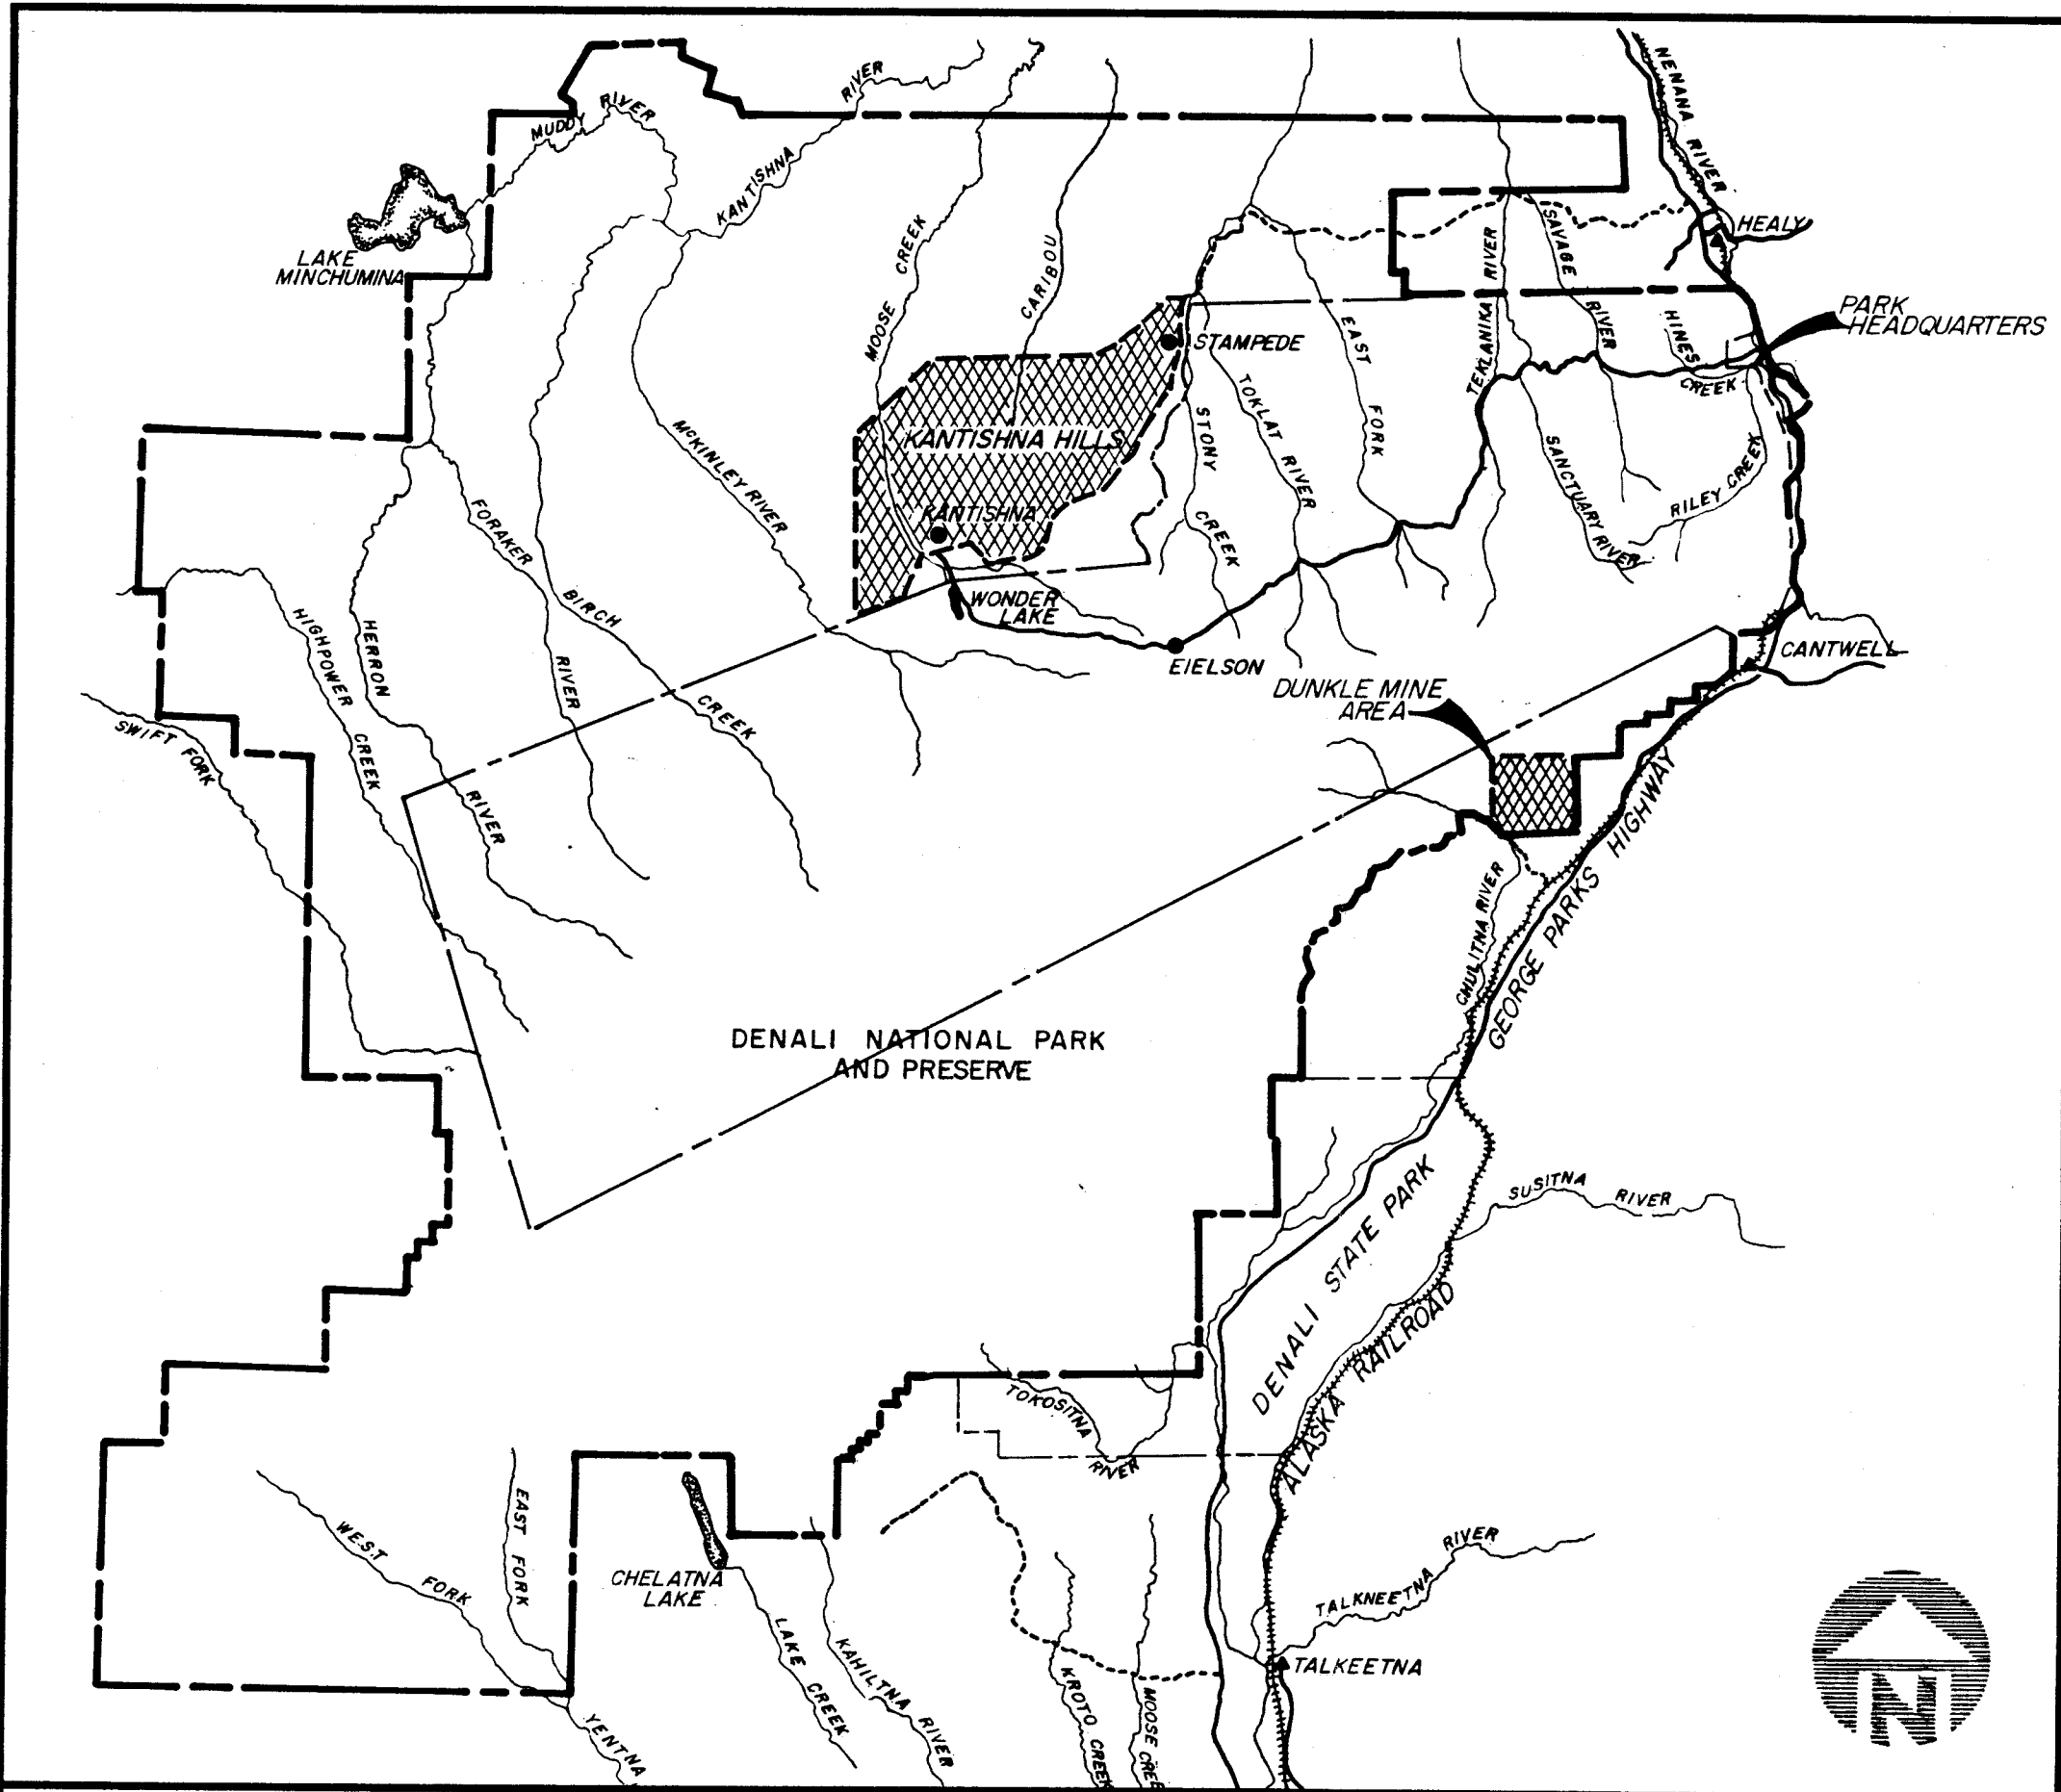 NENANA RIVER
RIVER
MUDDY
RIVER
KANTISHNA
LAKE
MINCHUMINA
MOOSE
CREEK
CARIBOU
SAVAGE
RIVER
TEKLANIKA RIVER
HEALY
PARK
HEADQUARTERS
HINES
CREEK
STAMPEDE
EAST
FORK
TOKLAT
RIVER
STONY
CREEK
KANTISHNA HILLS
McKINLEY RIVER
KANTISHNA
SANCTUARY RIVER
RILEY CREEK
FORAKER
RIVER
BIRCH
CREEK
HERRON
RIVER
HIGHPOWER
CREEK
SWIFT FORK
WONDER
LAKE
EIELSON
CANTWELL
DUNKLE MINE
AREA
CHULITNA RIVER
GEORGE PARKS HIGHWAY
DENALI NATIONAL PARK
AND PRESERVE
SUSITNA RIVER
DENALI STATE PARK
ALASKA RAILROAD
TOKOSITNA
RIVER
WEST
FORK
EAST FORK
CHELATNA
LAKE
LAKE CREEK
KAHILTNA RIVER
KROTO CREEK
MOOSE CREE
TALKNEETNA RIVER
TALKEETNA
YENTNA
N